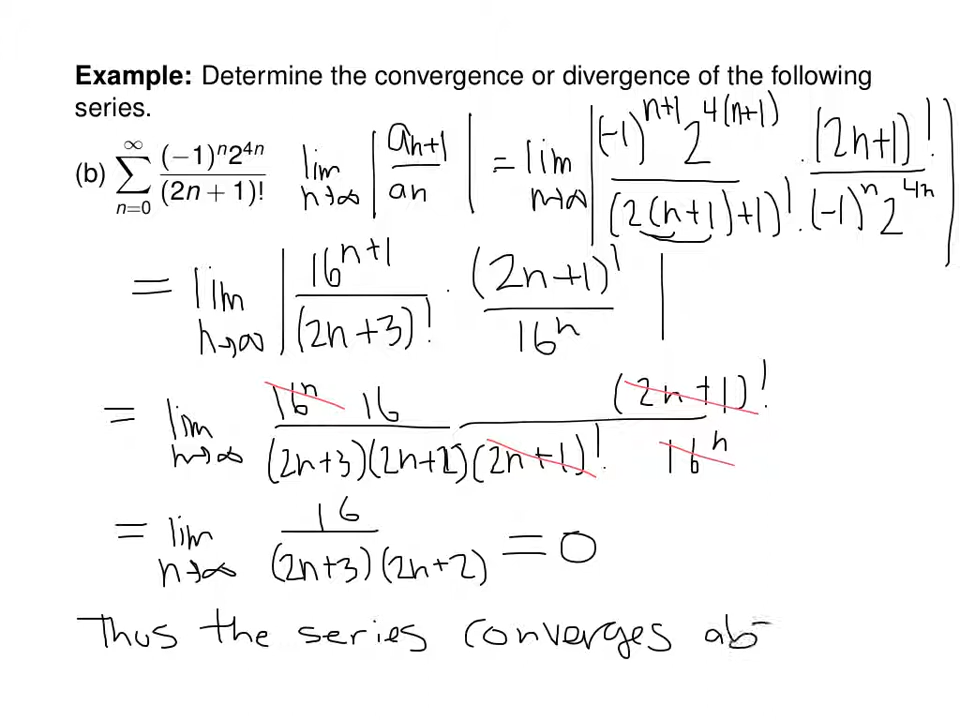 Example: Determine the convergence or divergence of the following
series.
(b) ∑_{n=0}^{∞} (−1)^n 2^{4n} / (2n + 1)! lim_{n→∞} | a_{n+1} / a_n | = lim_{n→∞} | (-1)^{n+1} 2^{4(n+1)} / (2(n+1)+1)! · (2n+1)! / (-1)^n 2^{4n} |
= lim_{n→∞} | 16^{n+1} / (2n+3)! · (2n+1)! / 16^n |
= lim_{n→∞} 16^n 16 / (2n+3)(2n+2)(2n+1)! (2n+1)! / 16^n
= lim_{n→∞} 16 / (2n+3)(2n+2) = 0
Thus the series converges ab